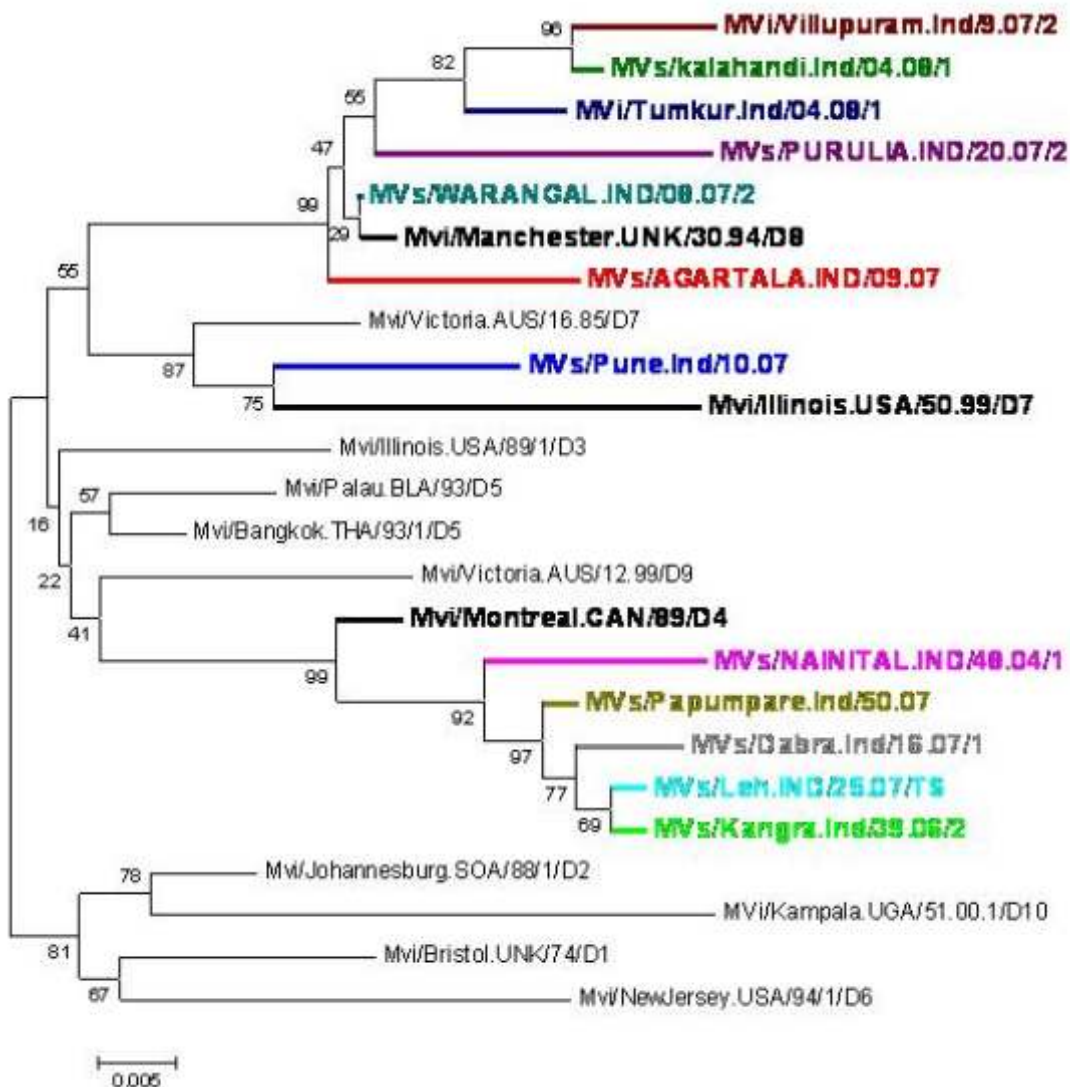 96
MVi/Villupuram.Ind/9.07/2
MVs/kalahandi.Ind/04.08/1
82
MVi/Tumkur.Ind/04.08/1
55
MVs/PURULIA.IND/20.07/2
47
MVs/WARANGAL.IND/08.07/2
99
29
Mvi/Manchester.UNK/30.94/D8
55
MVs/AGARTALA.IND/09.07
Mvi/Victoria.AUS/16.85/D7
87
MVs/Pune.Ind/10.07
75
Mvi/Illinois.USA/50.99/D7
Mvi/Illinois.USA/89/1/D3
57
Mvi/Palau.BLA/93/D5
16
Mvi/Bangkok.THA/93/1/D5
22
Mvi/Victoria.AUS/12.99/D9
41
Mvi/Montreal.CAN/89/D4
99
MVs/NAINITAL.IND/48.04/1
92
MVs/Papumpare.Ind/50.07
97
MVs/Dabra.Ind/16.07/1
77
MVs/Leh.IND/25.07/TS
69
MVs/Kangra.Ind/39.06/2
78
Mvi/Johannesburg.SOA/88/1/D2
MVi/Kampala.UGA/51.00.1/D10
81
Mvi/Bristol.UNK/74/D1
67
Mvi/NewJersey.USA/94/1/D6
0.005